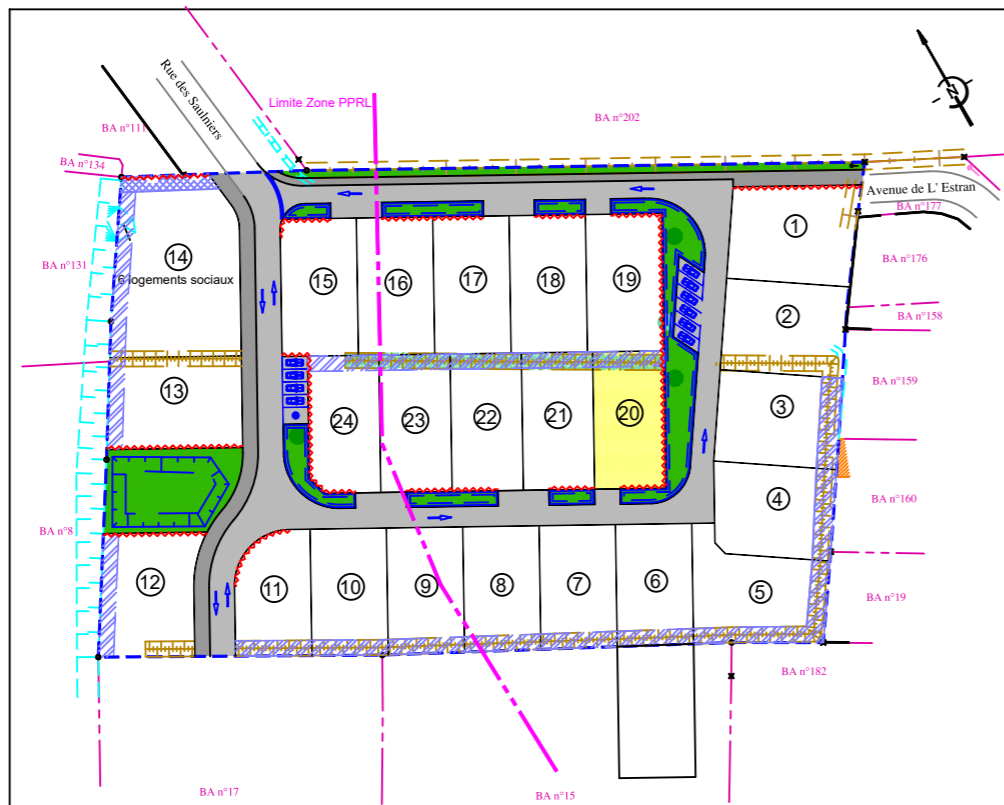 Rue des Saulniers
Limite Zone PPRL
BA n°111
BA n°202
N
BA n°134
Avenue de L' Estran
BA n°177
1
14
6 logements sociaux
BA n°131
15
16
17
18
19
BA n°176
2
BA n°158
13
24
23
22
21
20
3
BA n°159
4
BA n°160
BA n°8
12
11
10
9
8
7
6
5
BA n°19
BA n°182
BA n°17
BA n°15